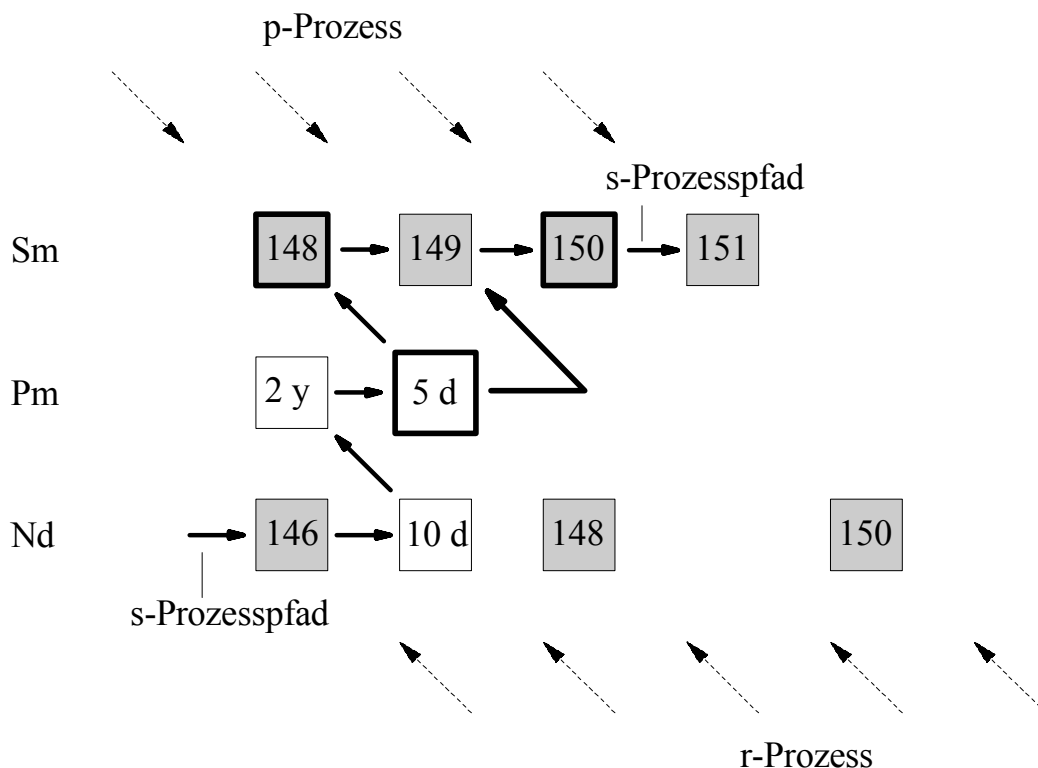 p-Prozess
s-Prozesspfad
Sm 148 149 150 151
Pm 2 y 5 d
Nd 146 10 d 148 150
s-Prozesspfad
r-Prozess